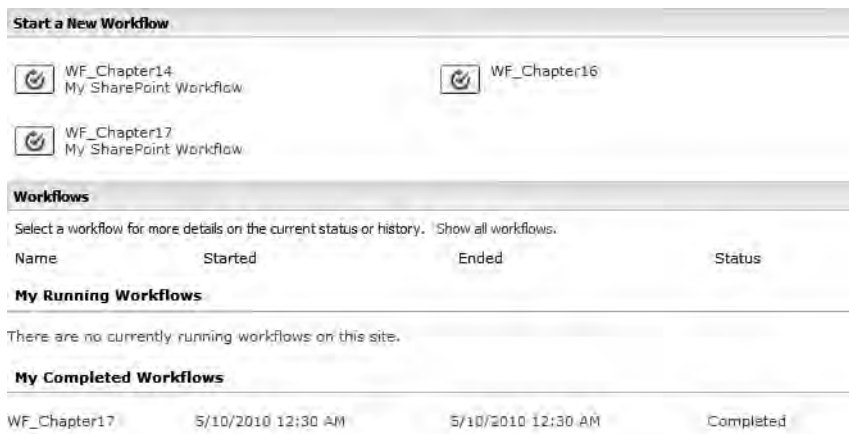 Start a New Workflow
WF_Chapter14
My SharePoint Workflow
WF_Chapter16
WF_Chapter17
My SharePoint Workflow
Workflows
Select a workflow for more details on the current status or history. Show all workflows.
Name Started Ended Status
My Running Workflows
There are no currently running workflows on this site.
My Completed Workflows
WF_Chapter17 5/10/2010 12:30 AM 5/10/2010 12:30 AM Completed